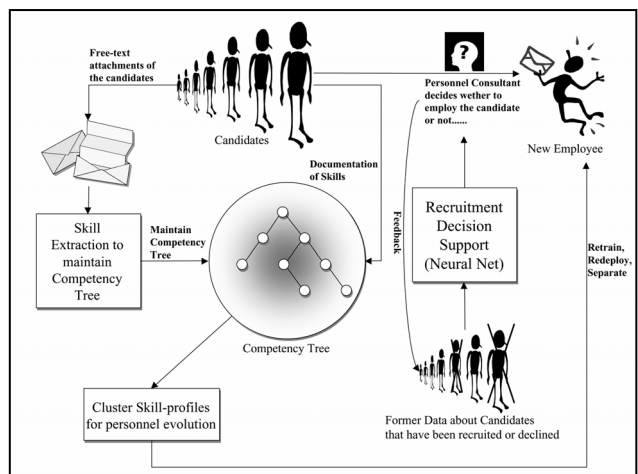 Free-text
attachments of
the candidates
Candidates
?
Personnel Consultant
decides wether to
employ the candidate
or not......
New Employee
Documentation
of Skills
Skill
Extraction to
maintain
Competency
Tree
Maintain
Competency
Tree
Competency Tree
Feedback
Recruitment
Decision
Support
(Neural Net)
Retrain,
Redeploy,
Separate
Cluster Skill-profiles
for personnel evolution
Former Data about Candidates
that have been recruited or declined